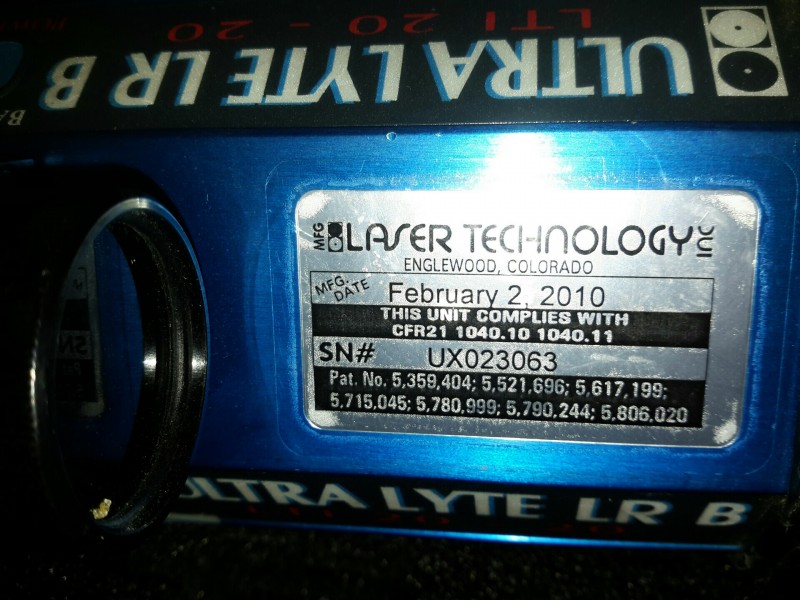 LTI 20 - 20
ULTRA LYTE LR B
MFG
LASER TECHNOLOGY INC
ENGLEWOOD, COLORADO
MFG. DATE February 2, 2010
THIS UNIT COMPLIES WITH
CFR21 1040.10 1040.11
SN# UX023063
Pat. No. 5,359,404; 5,521,696; 5,617,199;
5,715,045; 5,780,999; 5,790,244; 5,806,020
ULTRA LYTE LR B